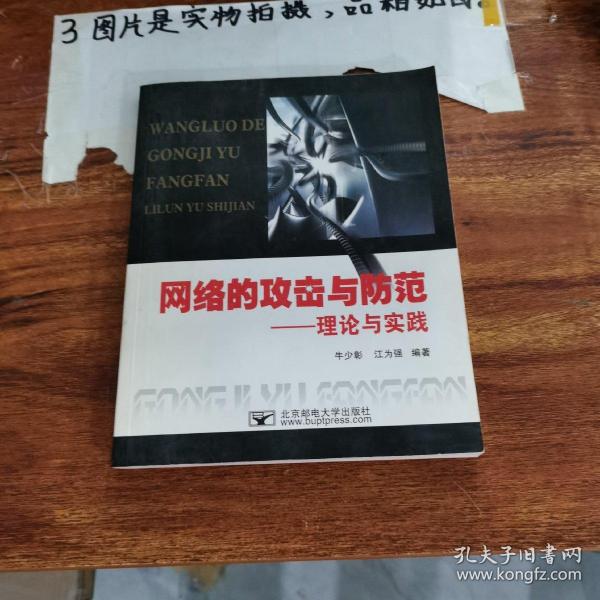 3 图片是实物拍摄，品相如图。
WANGLUO DE
GONGJI YU
FANGFAN
LILUN YU SHIJIAN
网络的攻击与防范
——理论与实践
牛少彰 江为强 编著
GONGJI YU FANGFAN
北京邮电大学出版社
www.buptpress.com
孔夫子旧书网
www.kongfz.com